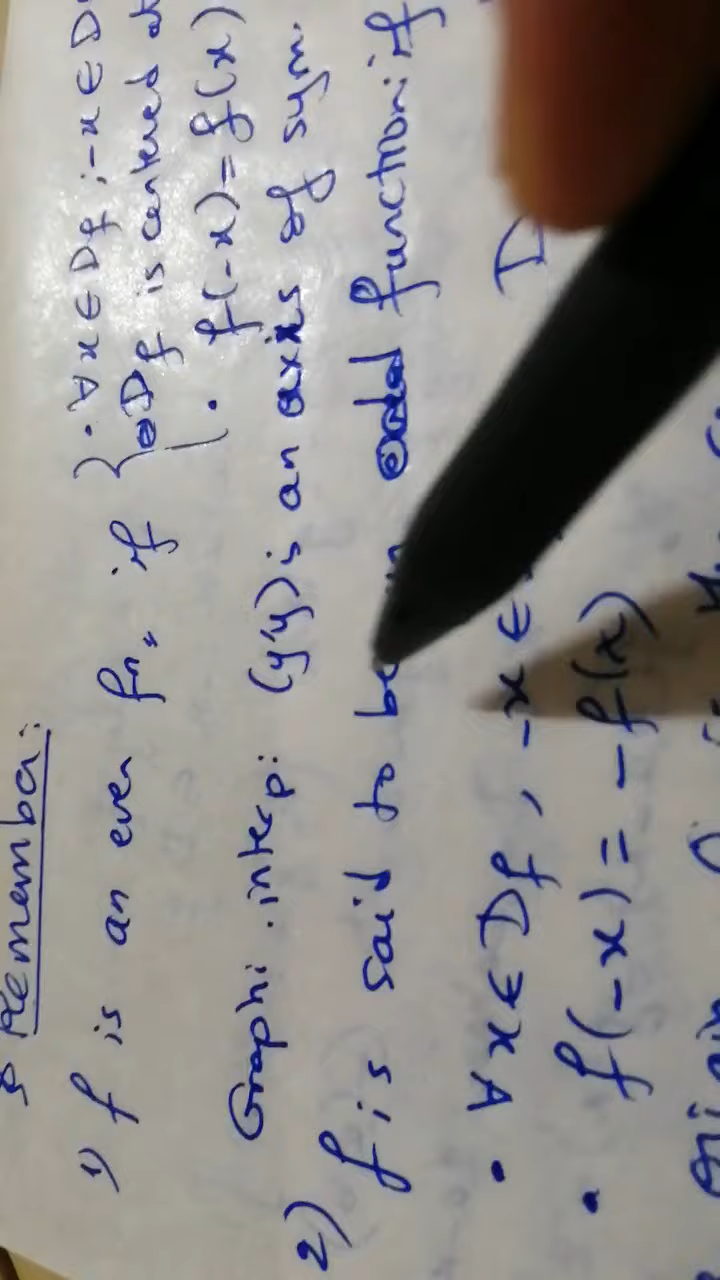 Remember:
1) f is an even fn, if { • ∀x∈Df ; -x∈D
Df is centered at
• f(-x) = f(x)
Graphi. interp: (y'y) is an axis of sym.
2) f is said to be odd function if
• ∀x∈Df , -x∈
• f(-x) = -f(x)